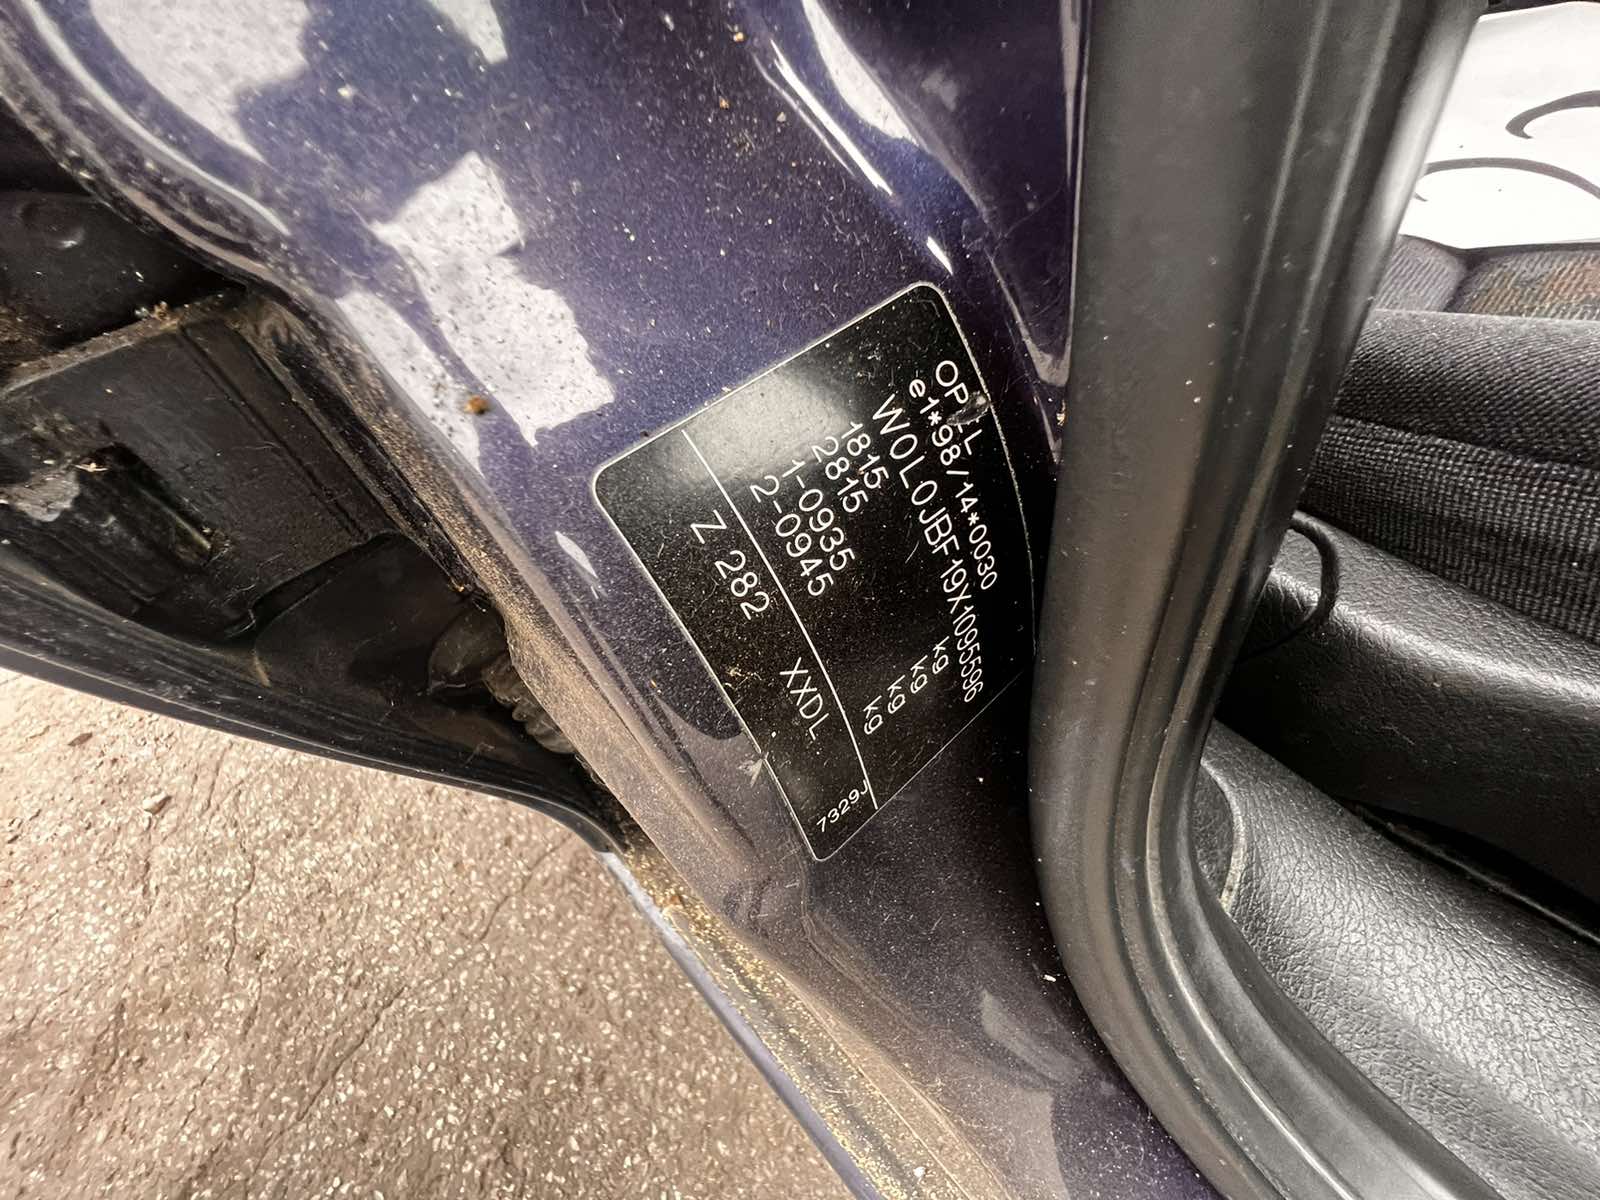 OPEL
e1*98/14*0030
W0L0JBF19X1095596
1815 kg
2815 kg
1-0935 kg
2-0945 kg
Z 282 XXDL
7329J